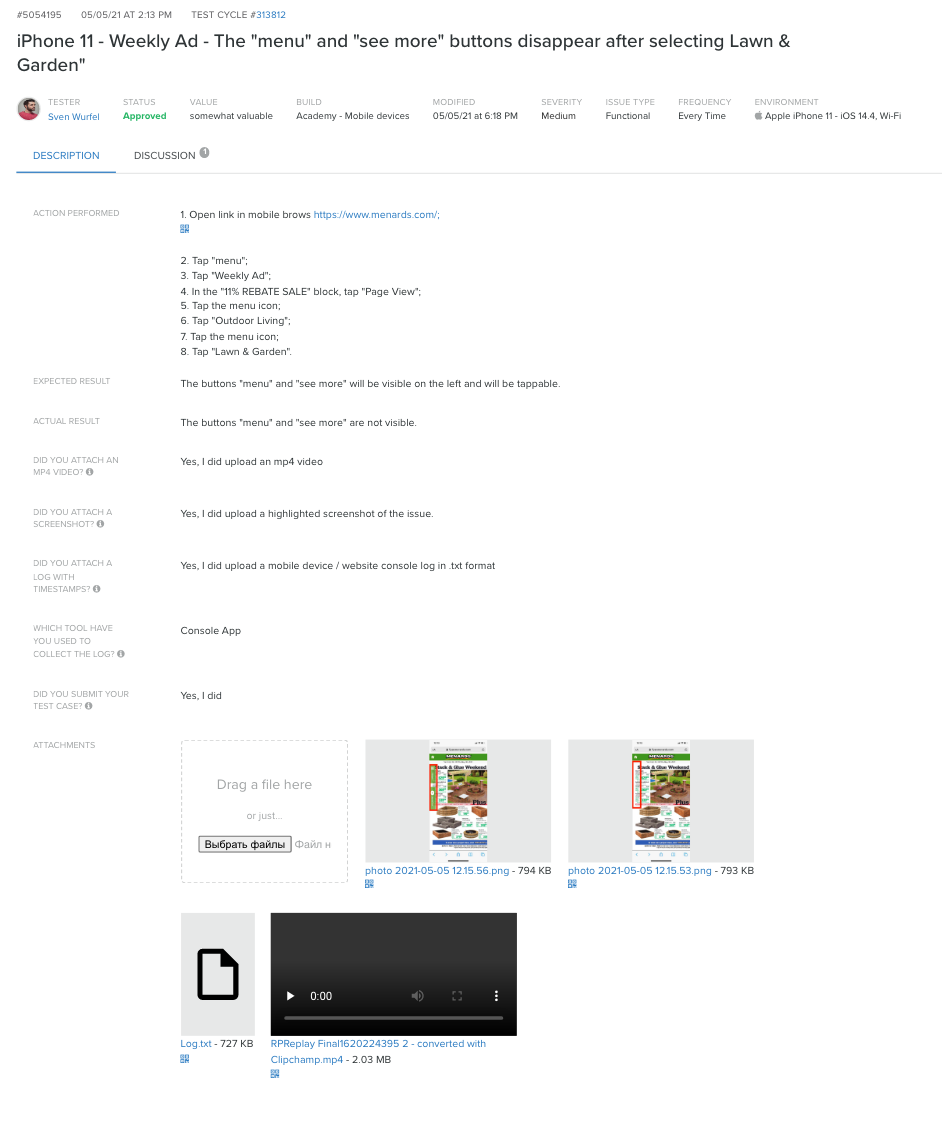 #5054195 05/05/21 AT 2:13 PM TEST CYCLE #313812
iPhone 11 - Weekly Ad - The "menu" and "see more" buttons disappear after selecting Lawn &
Garden"
TESTER STATUS VALUE BUILD MODIFIED SEVERITY ISSUE TYPE FREQUENCY ENVIRONMENT
Sven Wurfel Approved somewhat valuable Academy - Mobile devices 05/05/21 at 6:18 PM Medium Functional Every Time Apple iPhone 11 - iOS 14.4, Wi-Fi
DESCRIPTION DISCUSSION 1
ACTION PERFORMED 1. Open link in mobile brows https://www.menards.com/;
2. Tap "menu";
3. Tap "Weekly Ad";
4. In the "11% REBATE SALE" block, tap "Page View";
5. Tap the menu icon;
6. Tap "Outdoor Living";
7. Tap the menu icon;
8. Tap "Lawn & Garden".
EXPECTED RESULT The buttons "menu" and "see more" will be visible on the left and will be tappable.
ACTUAL RESULT The buttons "menu" and "see more" are not visible.
DID YOU ATTACH AN Yes, I did upload an mp4 video
MP4 VIDEO?
DID YOU ATTACH A Yes, I did upload a highlighted screenshot of the issue.
SCREENSHOT?
DID YOU ATTACH A Yes, I did upload a mobile device / website console log in .txt format
LOG WITH
TIMESTAMPS?
WHICH TOOL HAVE Console App
YOU USED TO
COLLECT THE LOG?
DID YOU SUBMIT YOUR Yes, I did
TEST CASE?
ATTACHMENTS
Drag a file here
or just...
Выбрать файлы Файл н
MENARDS
Back & Glue Weekend
Plus
MENARDS
Back & Glue Weekend
Plus
photo 2021-05-05 12.15.56.png - 794 KB photo 2021-05-05 12.15.53.png - 793 KB
0:00
Log.txt - 727 KB RPReplay Final1620224395 2 - converted with
Clipchamp.mp4 - 2.03 MB